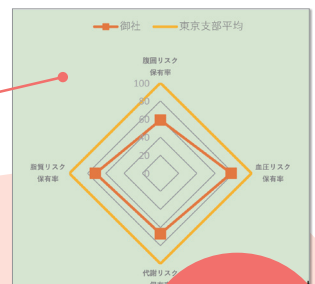 御社 東京支部平均
腹囲リスク
保有率
100
80
60
40
20
0
脂質リスク
保有率
血圧リスク
保有率
代謝リスク